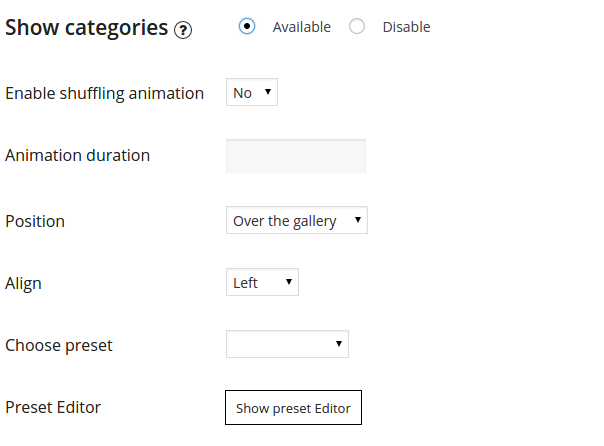 Show categories ? Available Disable
Enable shuffling animation No
Animation duration
Position Over the gallery
Align Left
Choose preset
Preset Editor Show preset Editor